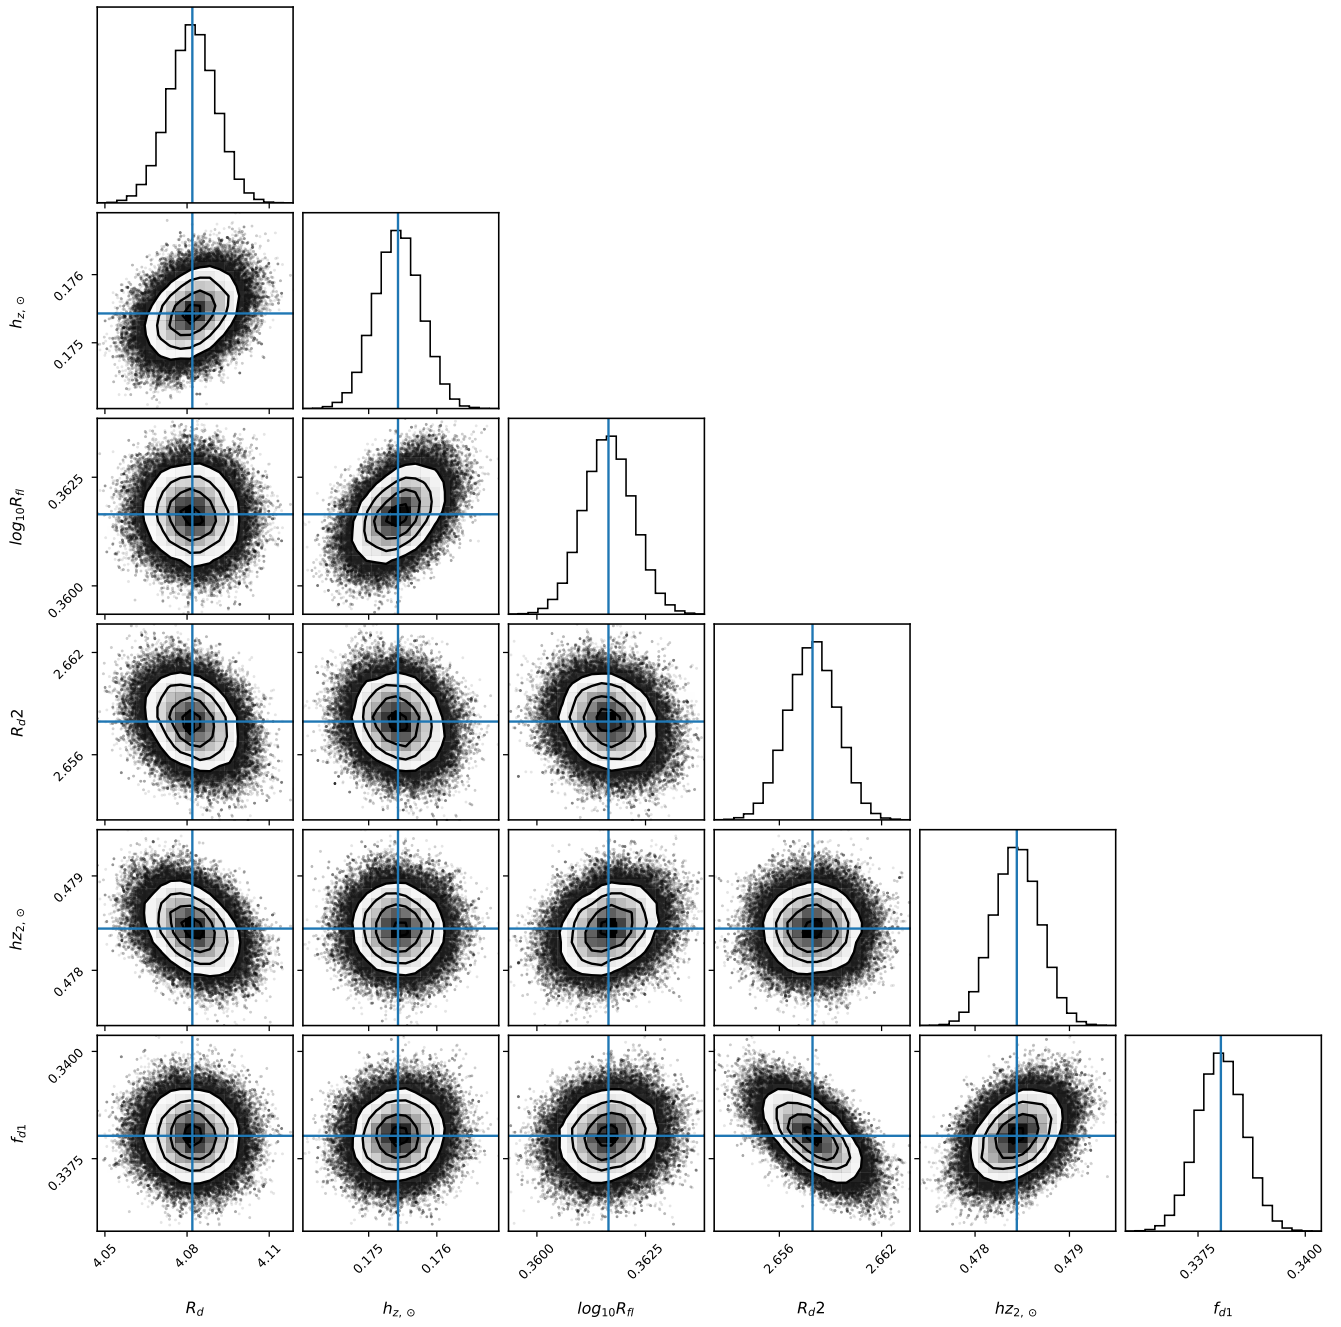 0.176
0.175
h_{z, ⊙}
0.3625
0.3600
log_{10}R_{fl}
2.662
2.656
R_d2
0.479
0.478
hz_{2, ⊙}
0.3400
0.3375
f_{d1}
4.05 4.08 4.11 0.175 0.176 0.3600 0.3625 2.656 2.662 0.478 0.479 0.3375 0.3400
R_d h_{z, ⊙} log_{10}R_{fl} R_d2 hz_{2, ⊙} f_{d1}